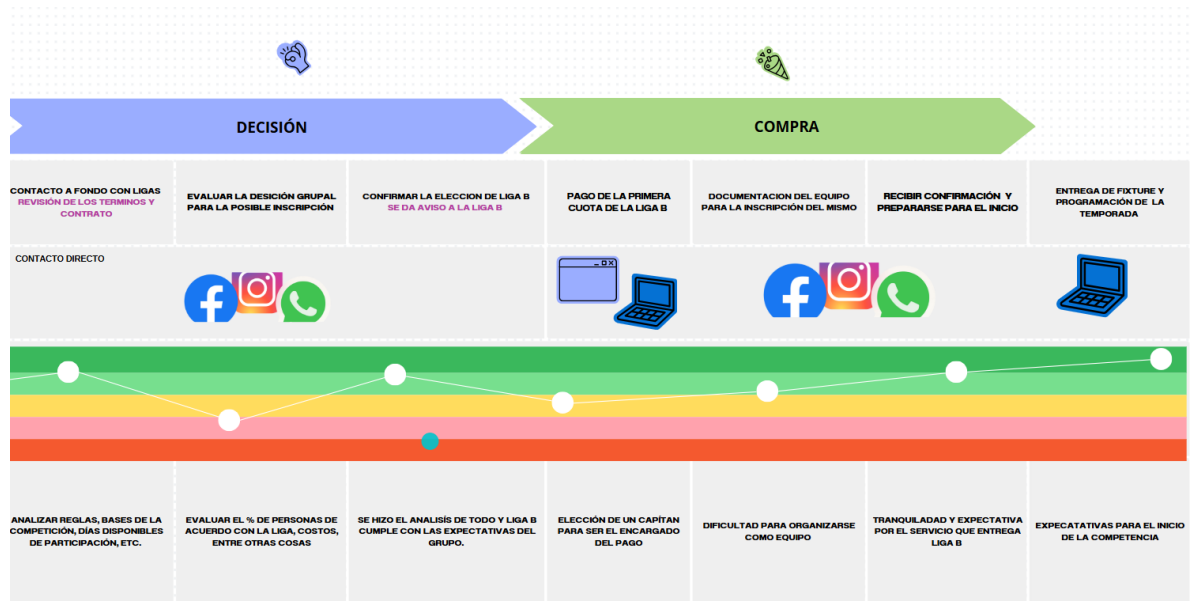 DECISIÓN
COMPRA
CONTACTO A FONDO CON LIGAS
REVISIÓN DE LOS TERMINOS Y
CONTRATO
EVALUAR LA DESICIÓN GRUPAL
PARA LA POSIBLE INSCRIPCIÓN
CONFIRMAR LA ELECCION DE LIGA B
SE DA AVISO A LA LIGA B
PAGO DE LA PRIMERA
CUOTA DE LA LIGA B
DOCUMENTACION DEL EQUIPO
PARA LA INSCRIPCIÓN DEL MISMO
RECIBIR CONFIRMACIÓN Y
PREPARARSE PARA EL INICIO
ENTREGA DE FIXTURE Y
PROGRAMACIÓN DE LA
TEMPORADA
CONTACTO DIRECTO
ANALIZAR REGLAS, BASES DE LA
COMPETICIÓN, DÍAS DISPONIBLES
DE PARTICIPACIÓN, ETC.
EVALUAR EL % DE PERSONAS DE
ACUERDO CON LA LIGA, COSTOS,
ENTRE OTRAS COSAS
SE HIZO EL ANALISÍS DE TODO Y LIGA B
CUMPLE CON LAS EXPECTATIVAS DEL
GRUPO.
ELECCIÓN DE UN CAPÍTAN
PARA SER EL ENCARGADO
DEL PAGO
DIFICULTAD PARA ORGANIZARSE
COMO EQUIPO
TRANQUILADAD Y EXPECTATIVA
POR EL SERVICIO QUE ENTREGA
LIGA B
EXPECATATIVAS PARA EL INICIO
DE LA COMPETENCIA